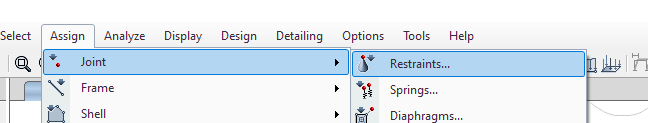 Select Assign Analyze Display Design Detailing Options Tools Help
Joint Restraints...
Frame Springs...
Shell Diaphragms...